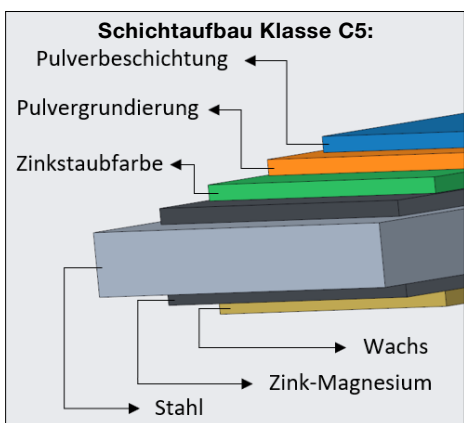 Schichtaufbau Klasse C5:
Pulverbeschichtung
Pulvergrundierung
Zinkstaubfarbe
Wachs
Zink-Magnesium
Stahl